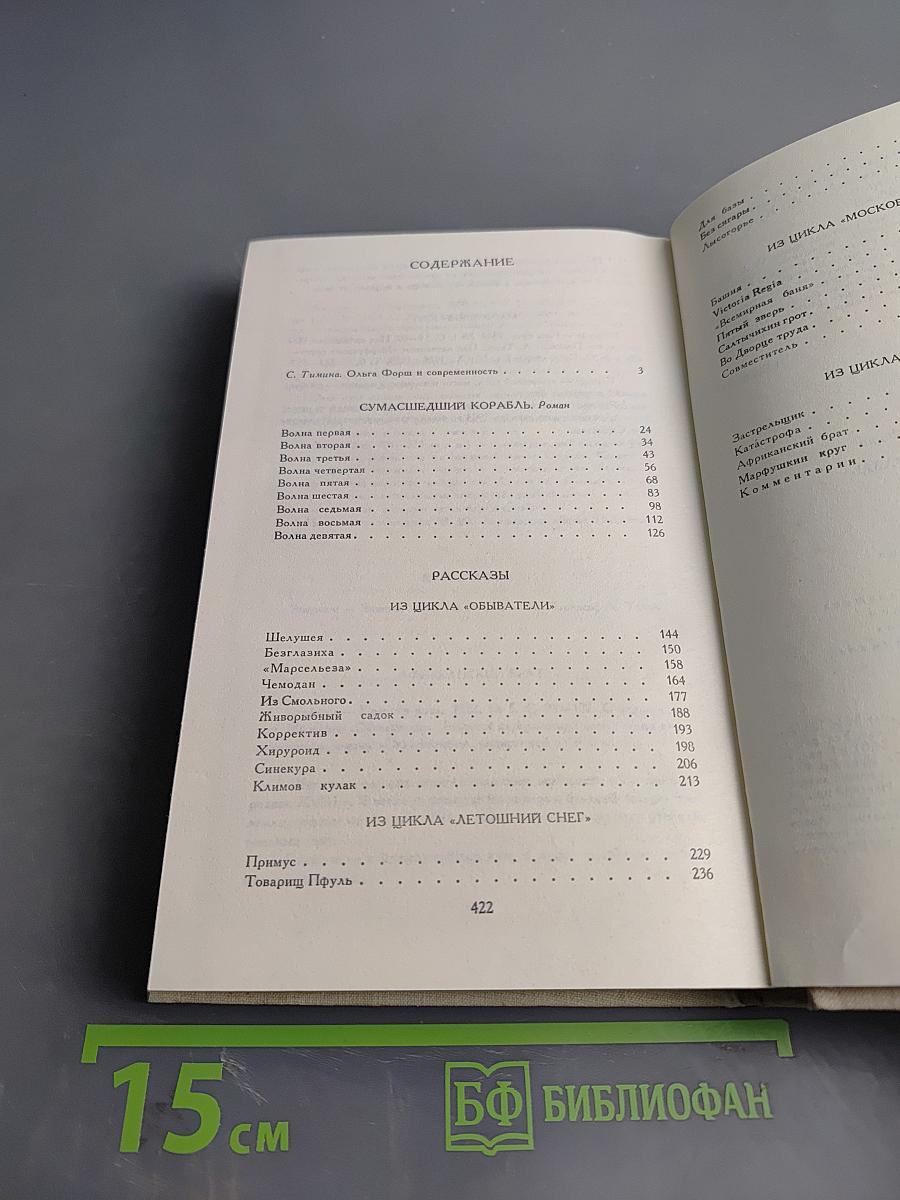 СОДЕРЖАНИЕ
С. Тимина. Ольга Форш и современность . . . . . . . . 3
СУМАСШЕДШИЙ КОРАБЛЬ. Роман
Волна первая . . . . . . . . . . . . . . . . . 24
Волна вторая . . . . . . . . . . . . . . . . . 34
Волна третья . . . . . . . . . . . . . . . . . 43
Волна четвертая . . . . . . . . . . . . . . . . 56
Волна пятая . . . . . . . . . . . . . . . . . 68
Волна шестая . . . . . . . . . . . . . . . . . 83
Волна седьмая . . . . . . . . . . . . . . . . 98
Волна восьмая . . . . . . . . . . . . . . . . 112
Волна девятая . . . . . . . . . . . . . . . . 126
РАССКАЗЫ
ИЗ ЦИКЛА «ОБЫВАТЕЛИ»
Шелушея . . . . . . . . . . . . . . . . . . 144
Безглазиха . . . . . . . . . . . . . . . . . 150
«Марсельеза» . . . . . . . . . . . . . . . . 158
Чемодан . . . . . . . . . . . . . . . . . . 164
Из Смольного . . . . . . . . . . . . . . . . 177
Живорыбный садок . . . . . . . . . . . . . . 188
Корректив . . . . . . . . . . . . . . . . . 193
Хируроид . . . . . . . . . . . . . . . . . . 198
Синекура . . . . . . . . . . . . . . . . . . 206
Климов кулак . . . . . . . . . . . . . . . . 213
ИЗ ЦИКЛА «ЛЕТОШНИЙ СНЕГ»
Примус . . . . . . . . . . . . . . . . . . . 229
Товарищ Пфуль . . . . . . . . . . . . . . . . 236
422
Для базы . . . . . .
Без сигары . . . . . .
Лысогорье . . . . . .
ИЗ ЦИКЛА «МОСКОВ
Башня . . . . . .
Victoria Regia . . . . . .
«Всемирная баня» . . . . .
Пятый зверь . . . . . .
Салтычихин грот . . . . .
Во Дворце труда . . . . .
Совместитель . . . . . .
ИЗ ЦИКЛА
Застрельщик . . . . .
Катастрофа . . . . .
Африканский брат . . . .
Марфушкин круг . . . .
Комментарии . . . .
15 см
БФ БИБЛИОФАН